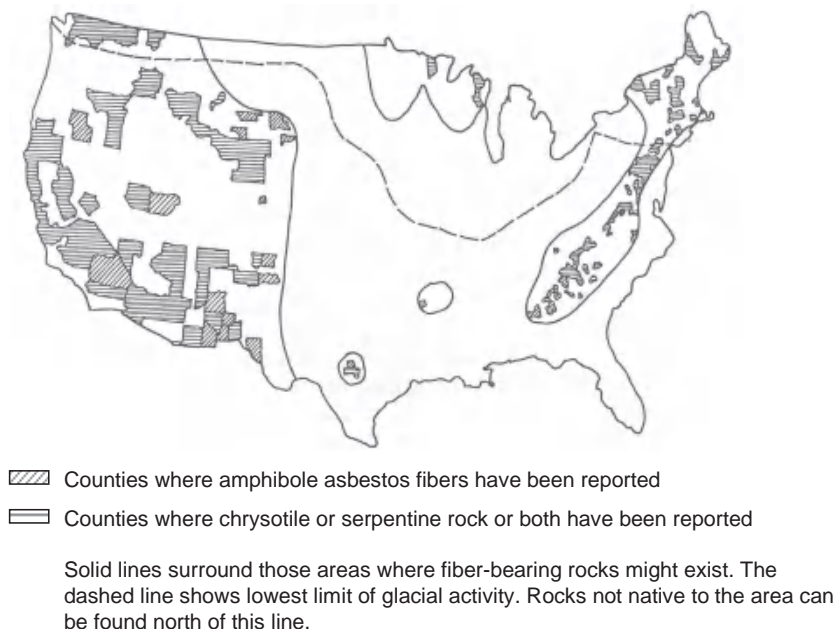 Counties where amphibole asbestos fibers have been reported
Counties where chrysotile or serpentine rock or both have been reported
Solid lines surround those areas where fiber-bearing rocks might exist. The
dashed line shows lowest limit of glacial activity. Rocks not native to the area can
be found north of this line.